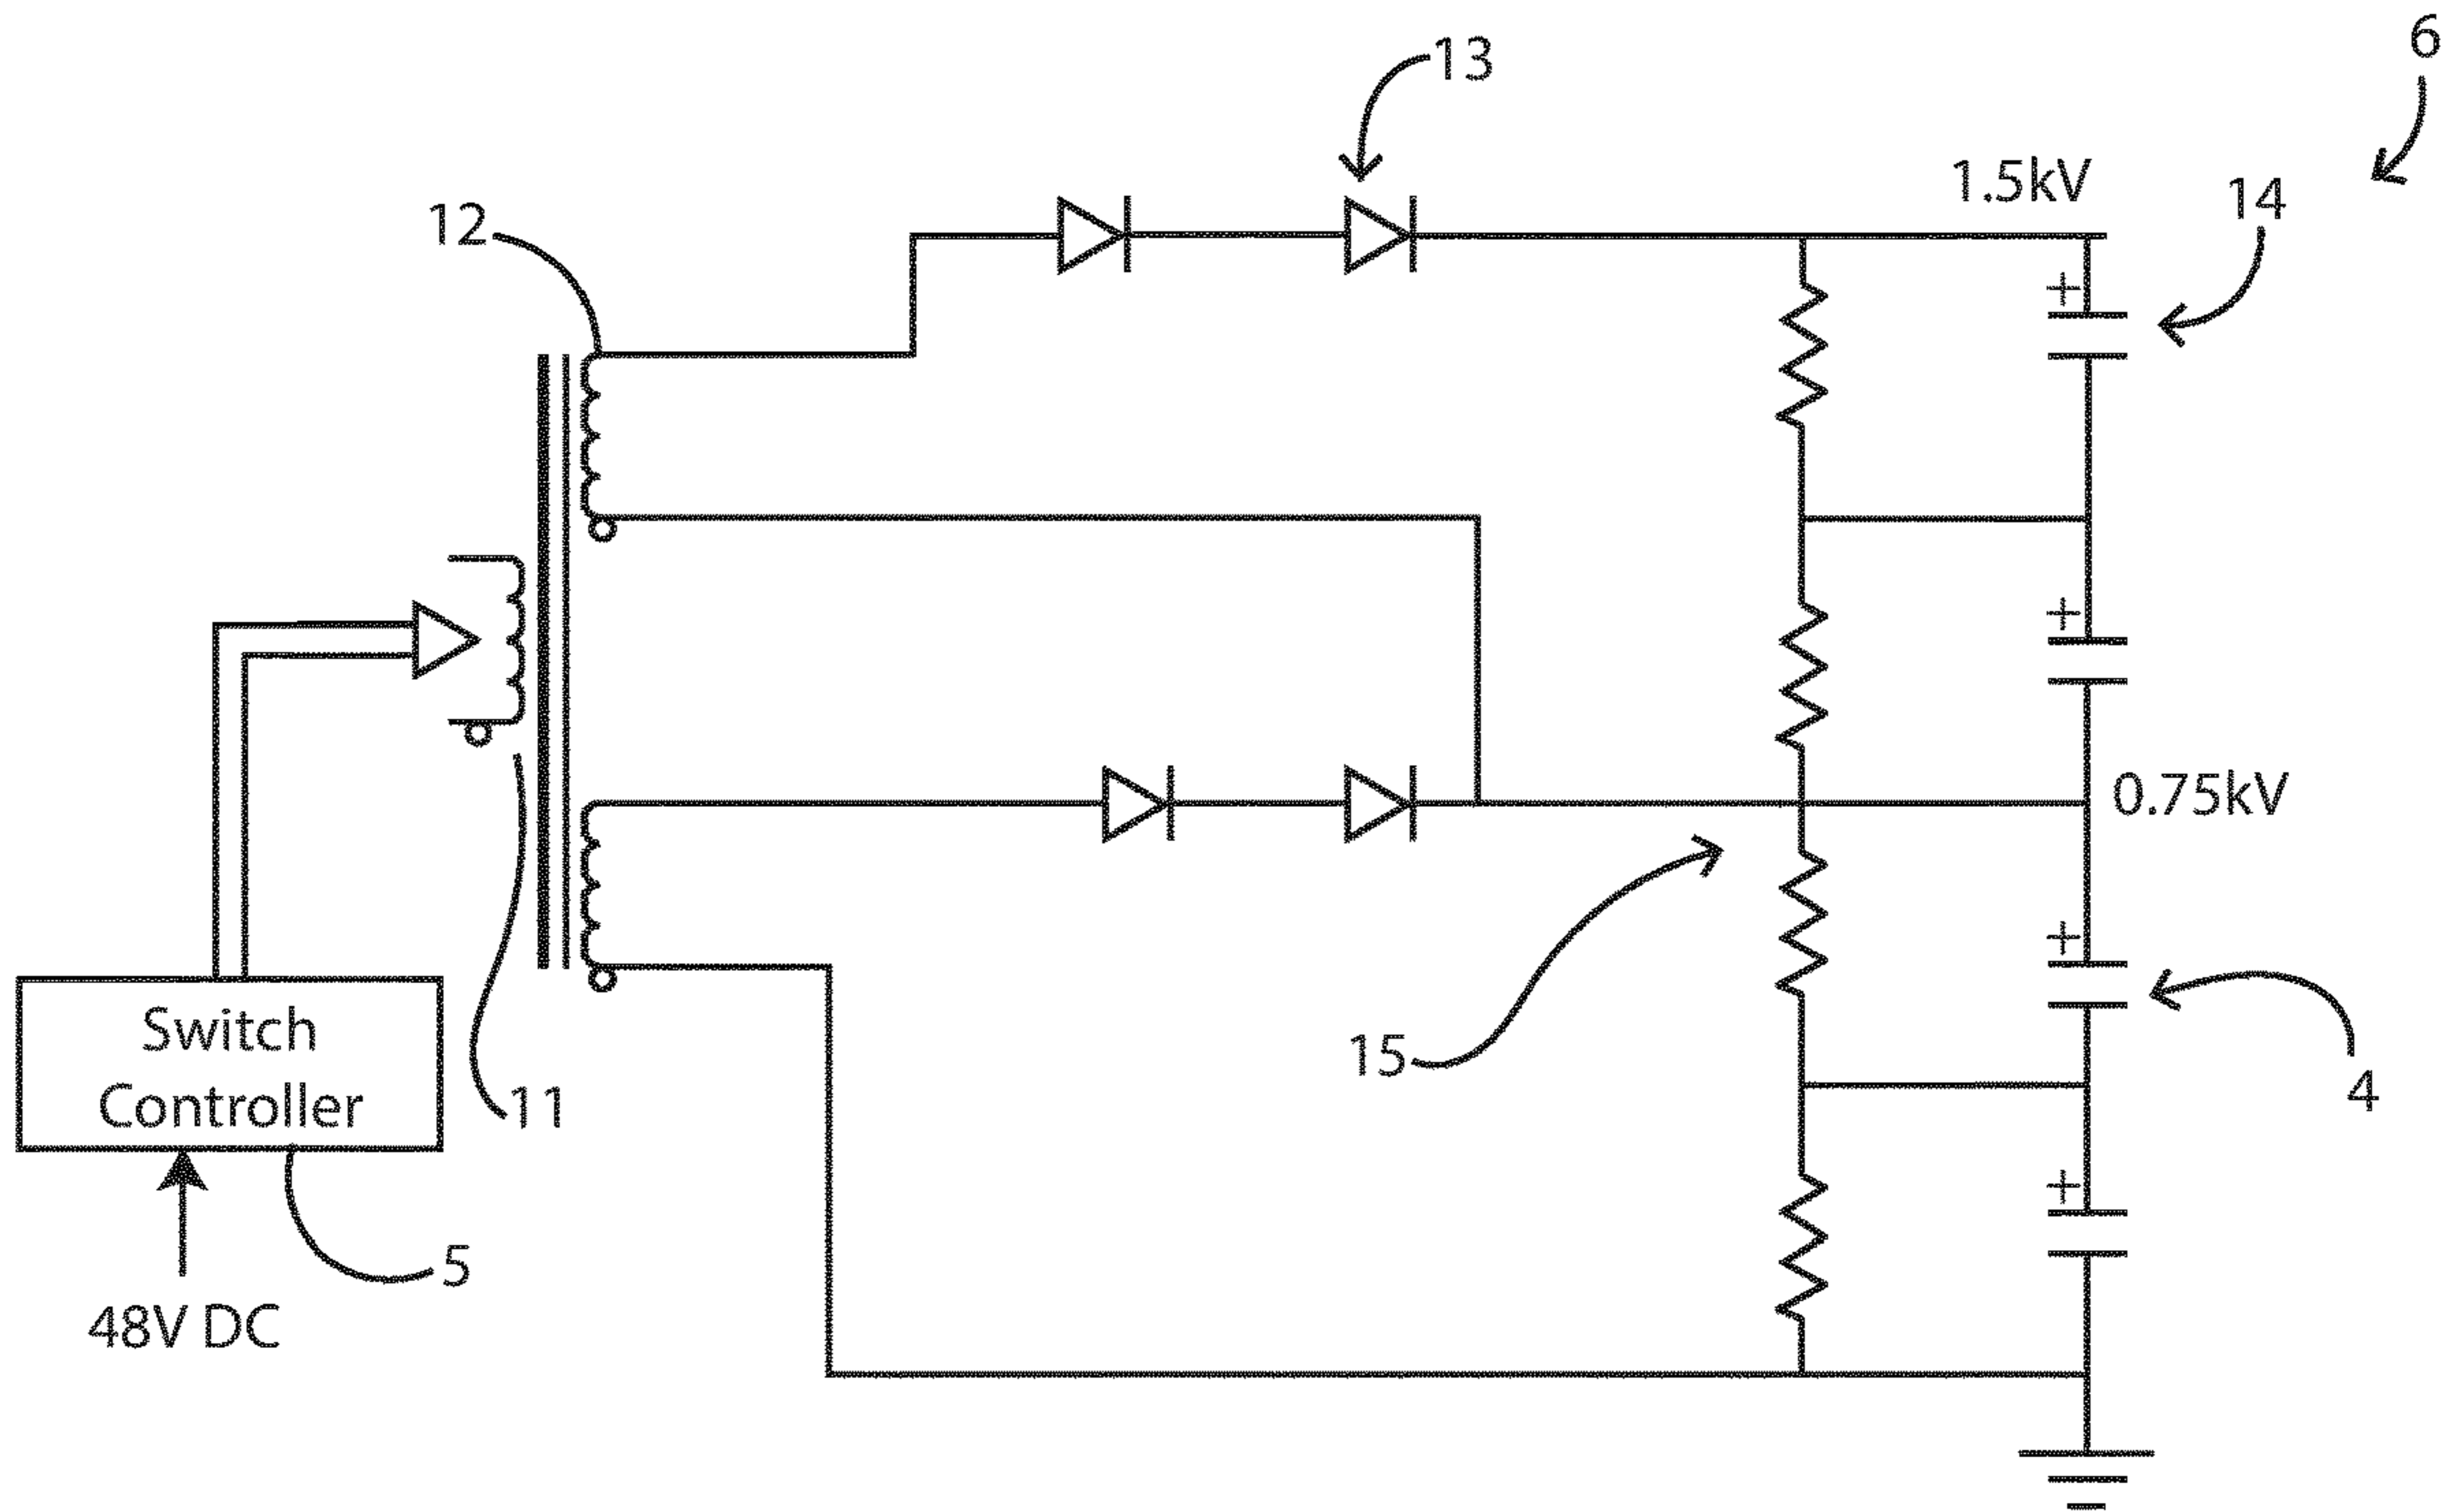 6
13
1.5kV
14
12
+
+
0.75kV
+
15
4
Switch
Controller
11
+
5
48V DC